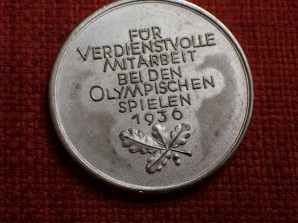 FÜR
VERDIENSTVOLLE
MITARBEIT
BEI DEN
OLYMPISCHEN
SPIELEN
1936